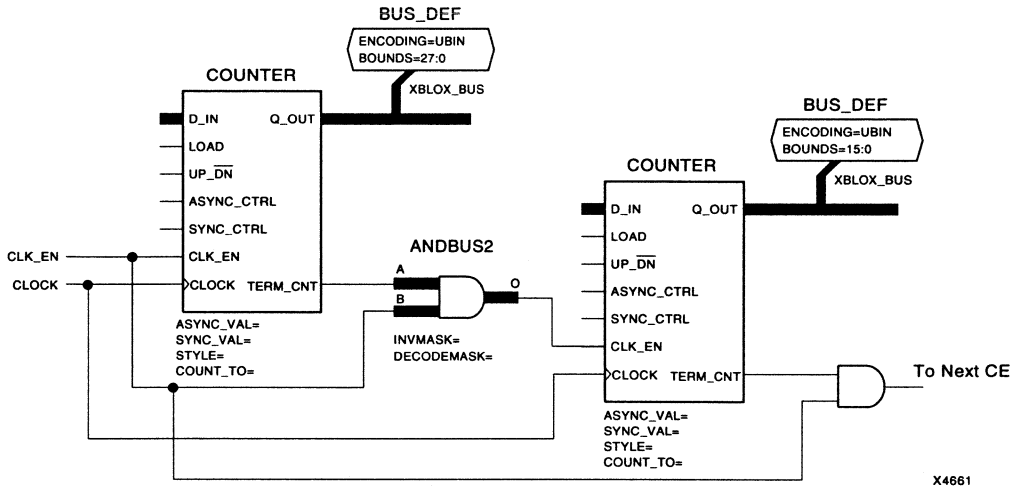 BUS_DEF
ENCODING=UBIN
BOUNDS=27:0
XBLOX_BUS
COUNTER
D_IN
Q_OUT
LOAD
UP_DN
ASYNC_CTRL
SYNC_CTRL
CLK_EN
CLK_EN
CLOCK
CLOCK
TERM_CNT
ASYNC_VAL=
SYNC_VAL=
STYLE=
COUNT_TO=
ANDBUS2
A
B
O
INVMASK=
DECODEMASK=
BUS_DEF
ENCODING=UBIN
BOUNDS=15:0
XBLOX_BUS
COUNTER
D_IN
Q_OUT
LOAD
UP_DN
ASYNC_CTRL
SYNC_CTRL
CLK_EN
CLOCK
TERM_CNT
ASYNC_VAL=
SYNC_VAL=
STYLE=
COUNT_TO=
To Next CE
X4661